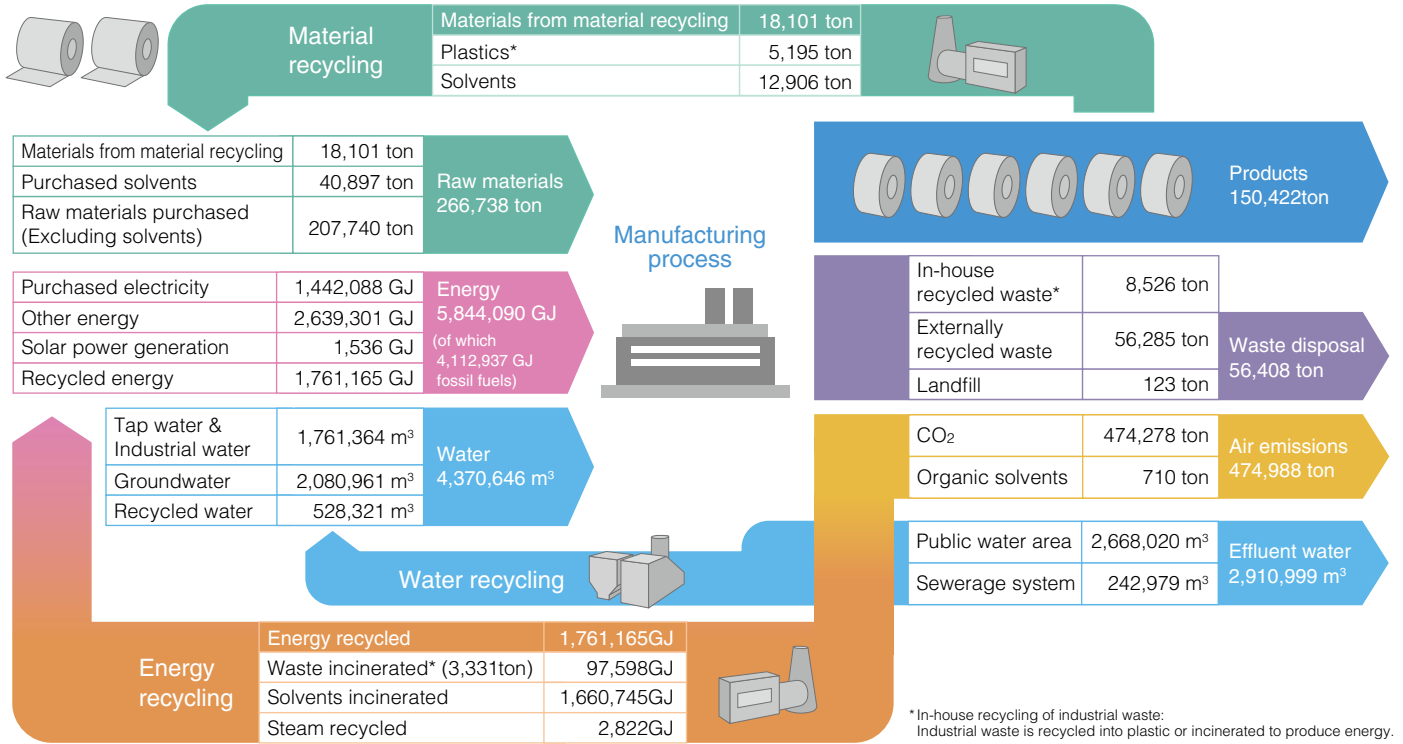 Material
recycling
Materials from material recycling 18,101 ton
Plastics* 5,195 ton
Solvents 12,906 ton
Materials from material recycling 18,101 ton
Purchased solvents 40,897 ton
Raw materials purchased
(Excluding solvents) 207,740 ton
Raw materials
266,738 ton
Purchased electricity 1,442,088 GJ
Other energy 2,639,301 GJ
Solar power generation 1,536 GJ
Recycled energy 1,761,165 GJ
Energy
5,844,090 GJ
(of which
4,112,937 GJ
fossil fuels)
Tap water &
Industrial water 1,761,364 m³
Groundwater 2,080,961 m³
Recycled water 528,321 m³
Water
4,370,646 m³
Manufacturing
process
Products
150,422ton
In-house
recycled waste* 8,526 ton
Externally
recycled waste 56,285 ton
Landfill 123 ton
Waste disposal
56,408 ton
CO₂ 474,278 ton
Organic solvents 710 ton
Air emissions
474,988 ton
Public water area 2,668,020 m³
Sewerage system 242,979 m³
Effluent water
2,910,999 m³
Water recycling
Energy
recycling
Energy recycled 1,761,165GJ
Waste incinerated* (3,331ton) 97,598GJ
Solvents incinerated 1,660,745GJ
Steam recycled 2,822GJ
* In-house recycling of industrial waste:
Industrial waste is recycled into plastic or incinerated to produce energy.